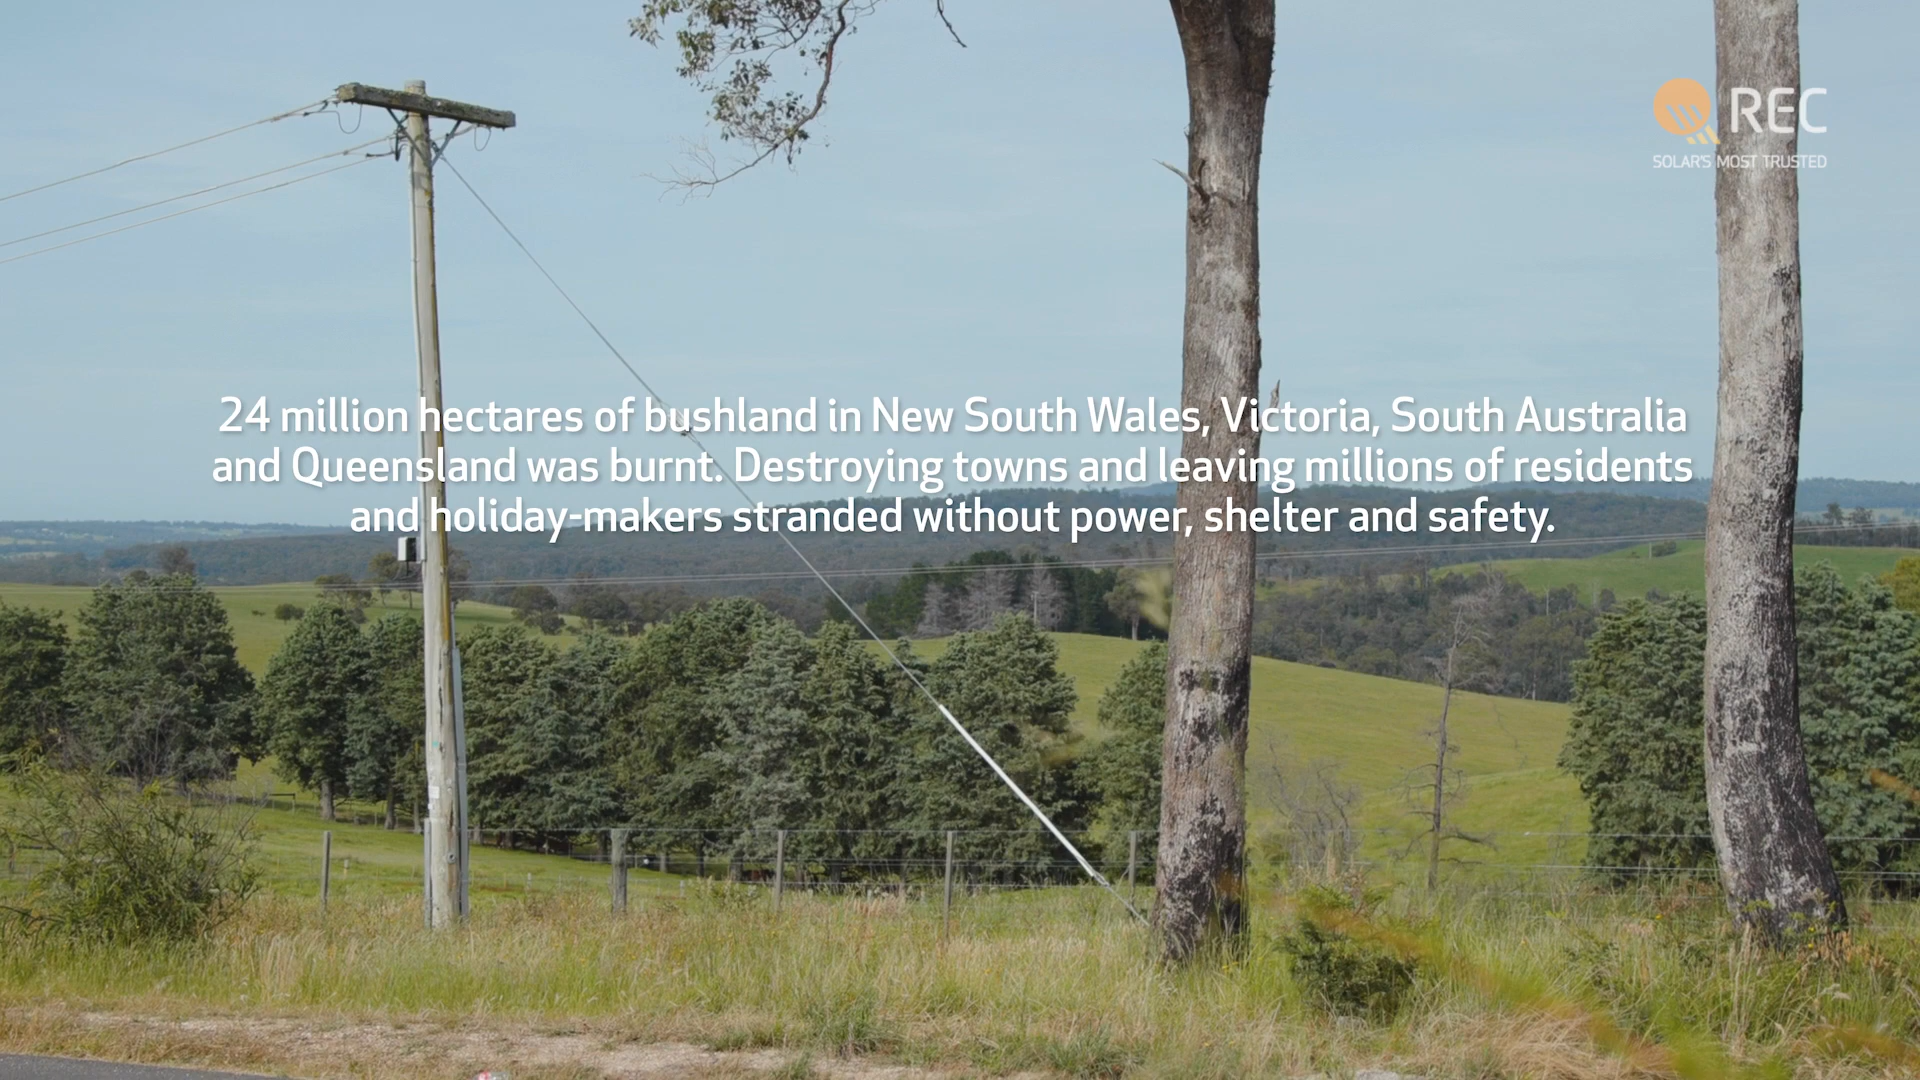 REC
SOLAR'S MOST TRUSTED
24 million hectares of bushland in New South Wales, Victoria, South Australia
and Queensland was burnt. Destroying towns and leaving millions of residents
and holiday-makers stranded without power, shelter and safety.